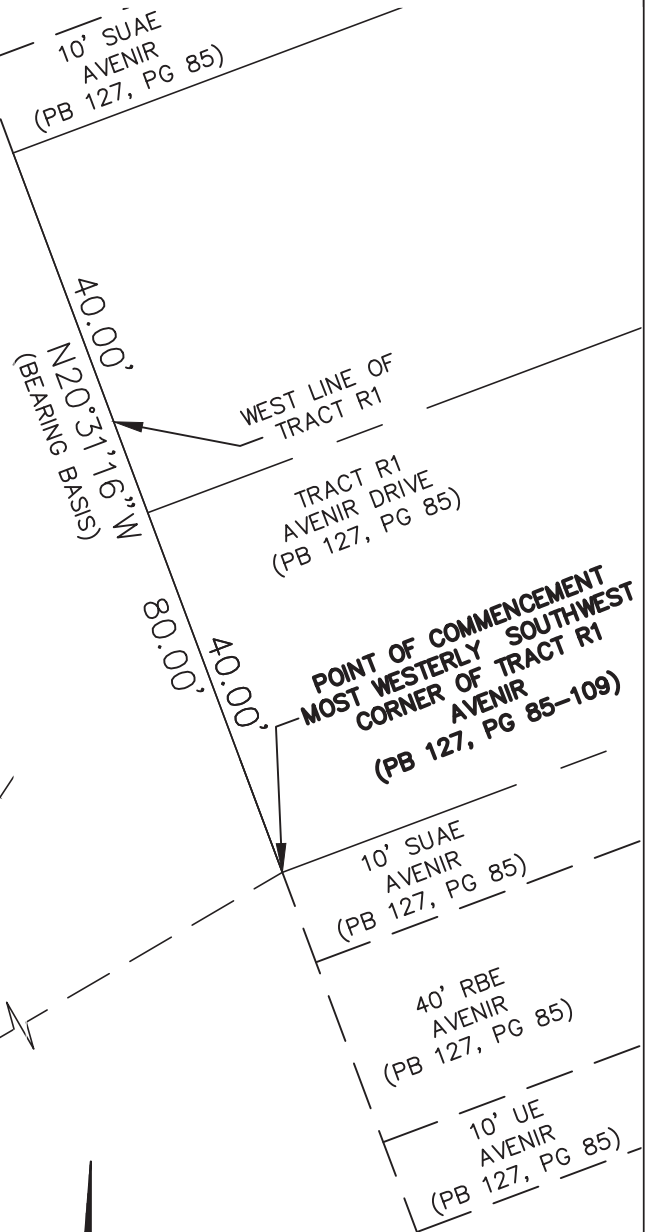 10' SUAE
AVENIR
(PB 127, PG 85)
40.00'
N20°31'16"W
(BEARING BASIS)
WEST LINE OF
TRACT R1
TRACT R1
AVENIR DRIVE
(PB 127, PG 85)
80.00'
40.00'
POINT OF COMMENCEMENT
MOST WESTERLY SOUTHWEST
CORNER OF TRACT R1
AVENIR
(PB 127, PG 85-109)
10' SUAE
AVENIR
(PB 127, PG 85)
40' RBE
AVENIR
(PB 127, PG 85)
10' UE
AVENIR
(PB 127, PG 85)